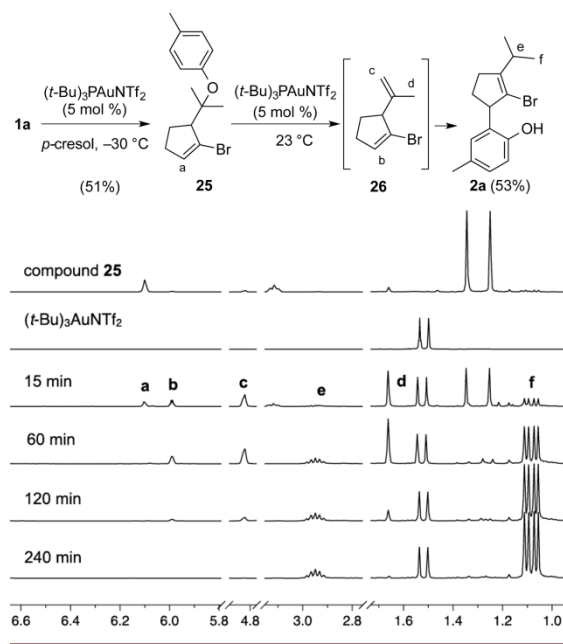 (t-Bu)₃PAuNTf₂
(5 mol %)
1a
p-cresol, –30 °C
(51%)
O
Br
a
25
(t-Bu)₃PAuNTf₂
(5 mol %)
23 °C
c
d
Br
b
26
e
f
Br
OH
2a (53%)
compound 25
(t-Bu)₃AuNTf₂
15 min
a b c e d f
60 min
120 min
240 min
6.6 6.4 6.2 6.0 5.8 4.8 3.0 2.8 1.6 1.4 1.2 1.0